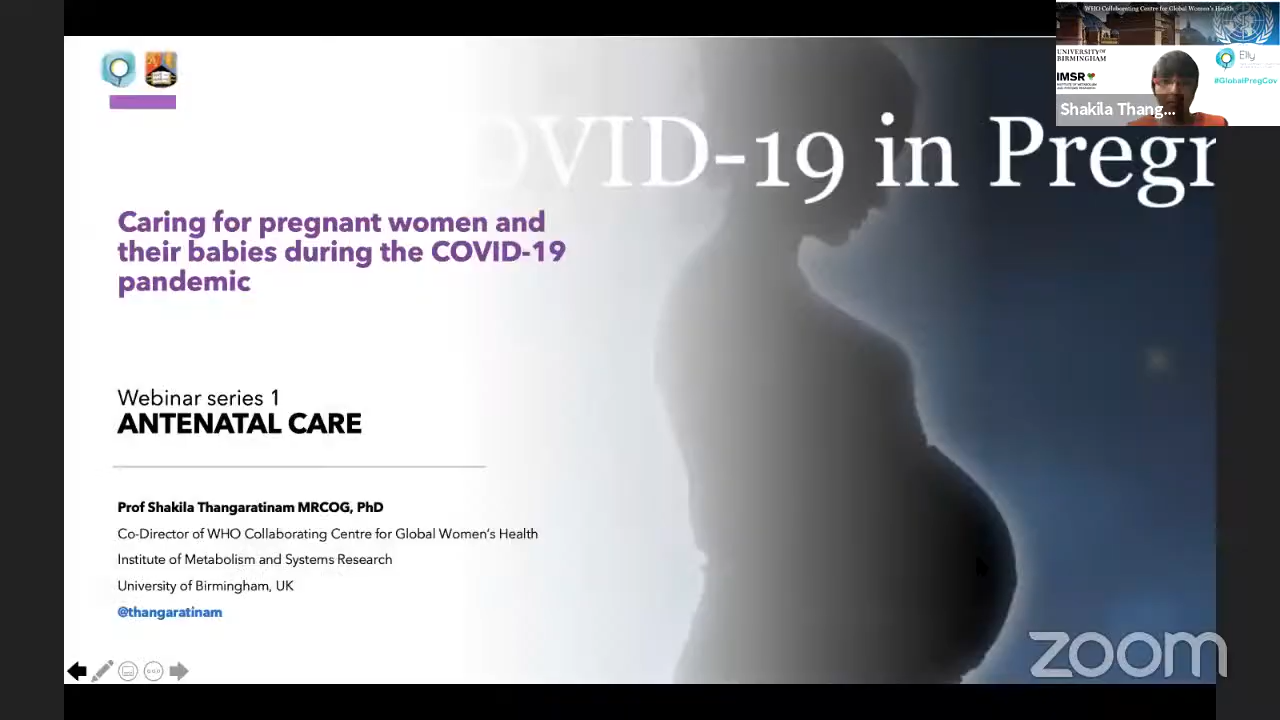 WHO Collaborating Centre for Global Women's Health
UNIVERSITY OF
BIRMINGHAM
Elly
#GlobalPregCov
IMSR
Shakila Thang...
OVID-19 in Pregn
Caring for pregnant women and
their babies during the COVID-19
pandemic
Webinar series 1
ANTENATAL CARE
Prof Shakila Thangaratinam MRCOG, PhD
Co-Director of WHO Collaborating Centre for Global Women's Health
Institute of Metabolism and Systems Research
University of Birmingham, UK
@thangaratinam
zoom